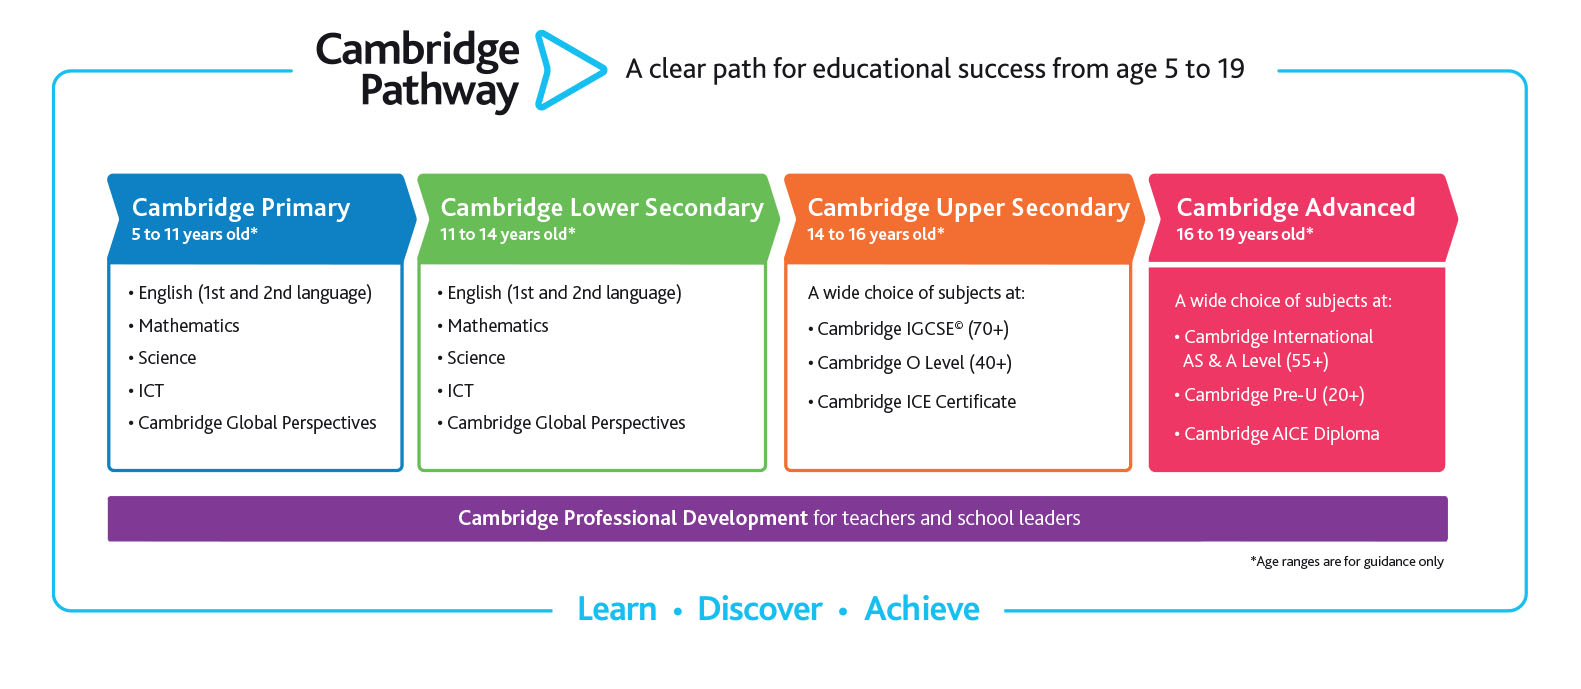 Cambridge
Pathway
A clear path for educational success from age 5 to 19
Cambridge Primary
5 to 11 years old*
• English (1st and 2nd language)
• Mathematics
• Science
• ICT
• Cambridge Global Perspectives
Cambridge Lower Secondary
11 to 14 years old*
• English (1st and 2nd language)
• Mathematics
• Science
• ICT
• Cambridge Global Perspectives
Cambridge Upper Secondary
14 to 16 years old*
A wide choice of subjects at:
• Cambridge IGCSE© (70+)
• Cambridge O Level (40+)
• Cambridge ICE Certificate
Cambridge Advanced
16 to 19 years old*
A wide choice of subjects at:
• Cambridge International
AS & A Level (55+)
• Cambridge Pre-U (20+)
• Cambridge AICE Diploma
Cambridge Professional Development for teachers and school leaders
*Age ranges are for guidance only
Learn • Discover • Achieve